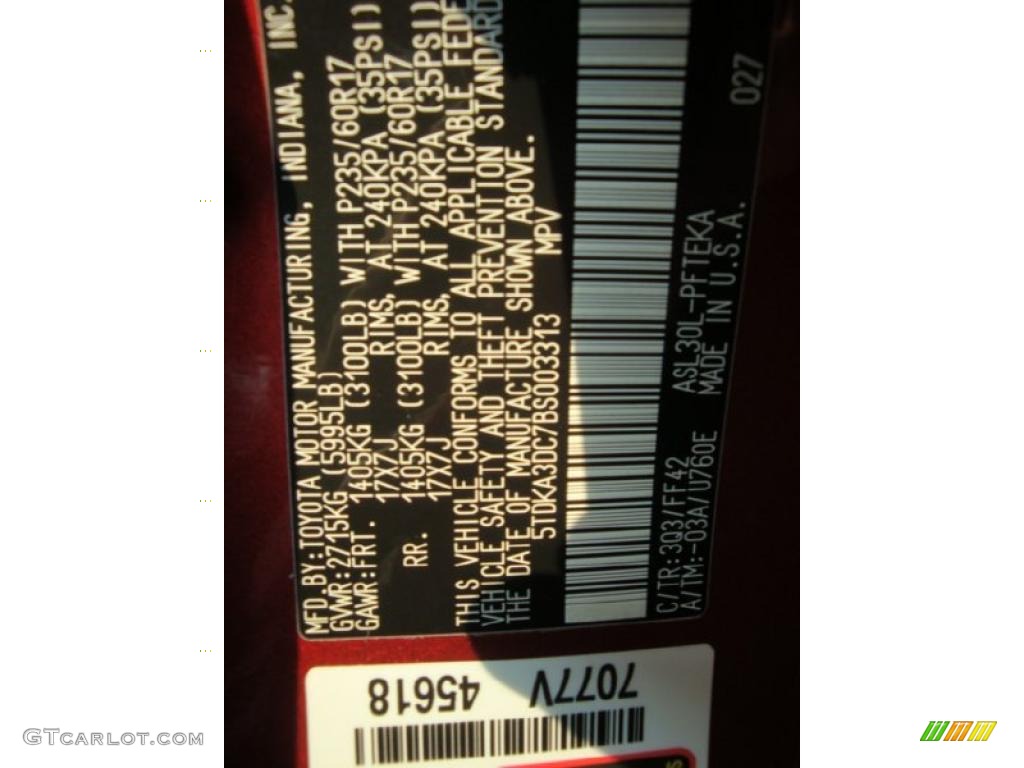 MFD.BY:TOYOTA MOTOR MANUFACTURING, INDIANA, INC.
GVWR:2715KG (5995LB)
GAWR:FRT. 1405KG (3100LB) WITH P235/60R17
17X7J RIMS, AT 240KPA (35PSI)
RR. 1405KG (3100LB) WITH P235/60R17
17X7J RIMS, AT 240KPA (35PSI)
THIS VEHICLE CONFORMS TO ALL APPLICABLE FEDE
VEHICLE SAFETY AND THEFT PREVENTION STANDARD
THE DATE OF MANUFACTURE SHOWN ABOVE.
5TDKA3DC7BS003313 MPV
027
C/TR:3Q3/FF42 ASL30L-PFTEKA
A/TM:-03A/U760E MADE IN U.S.A.
7077V
45618
GTCARLOT.COM